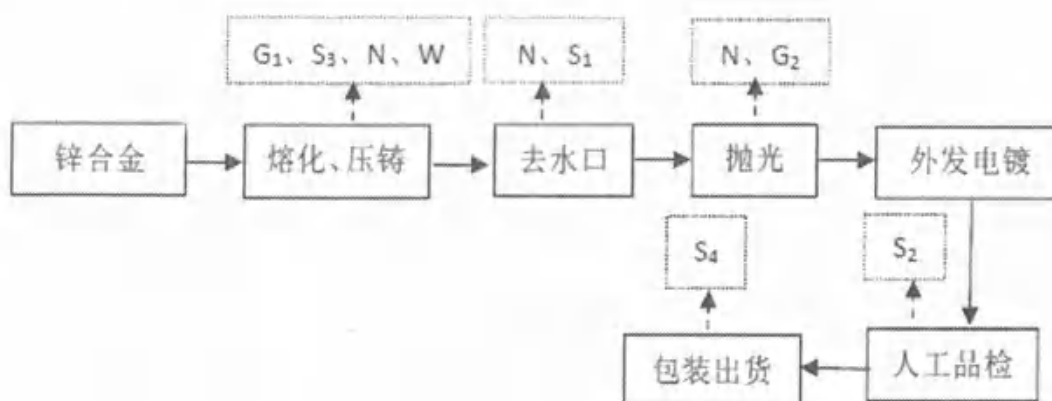 G₁、S₃、N、W
N、S₁
N、G₂
锌合金
熔化、压铸
去水口
抛光
外发电镀
S₄
S₂
包装出货
人工品检